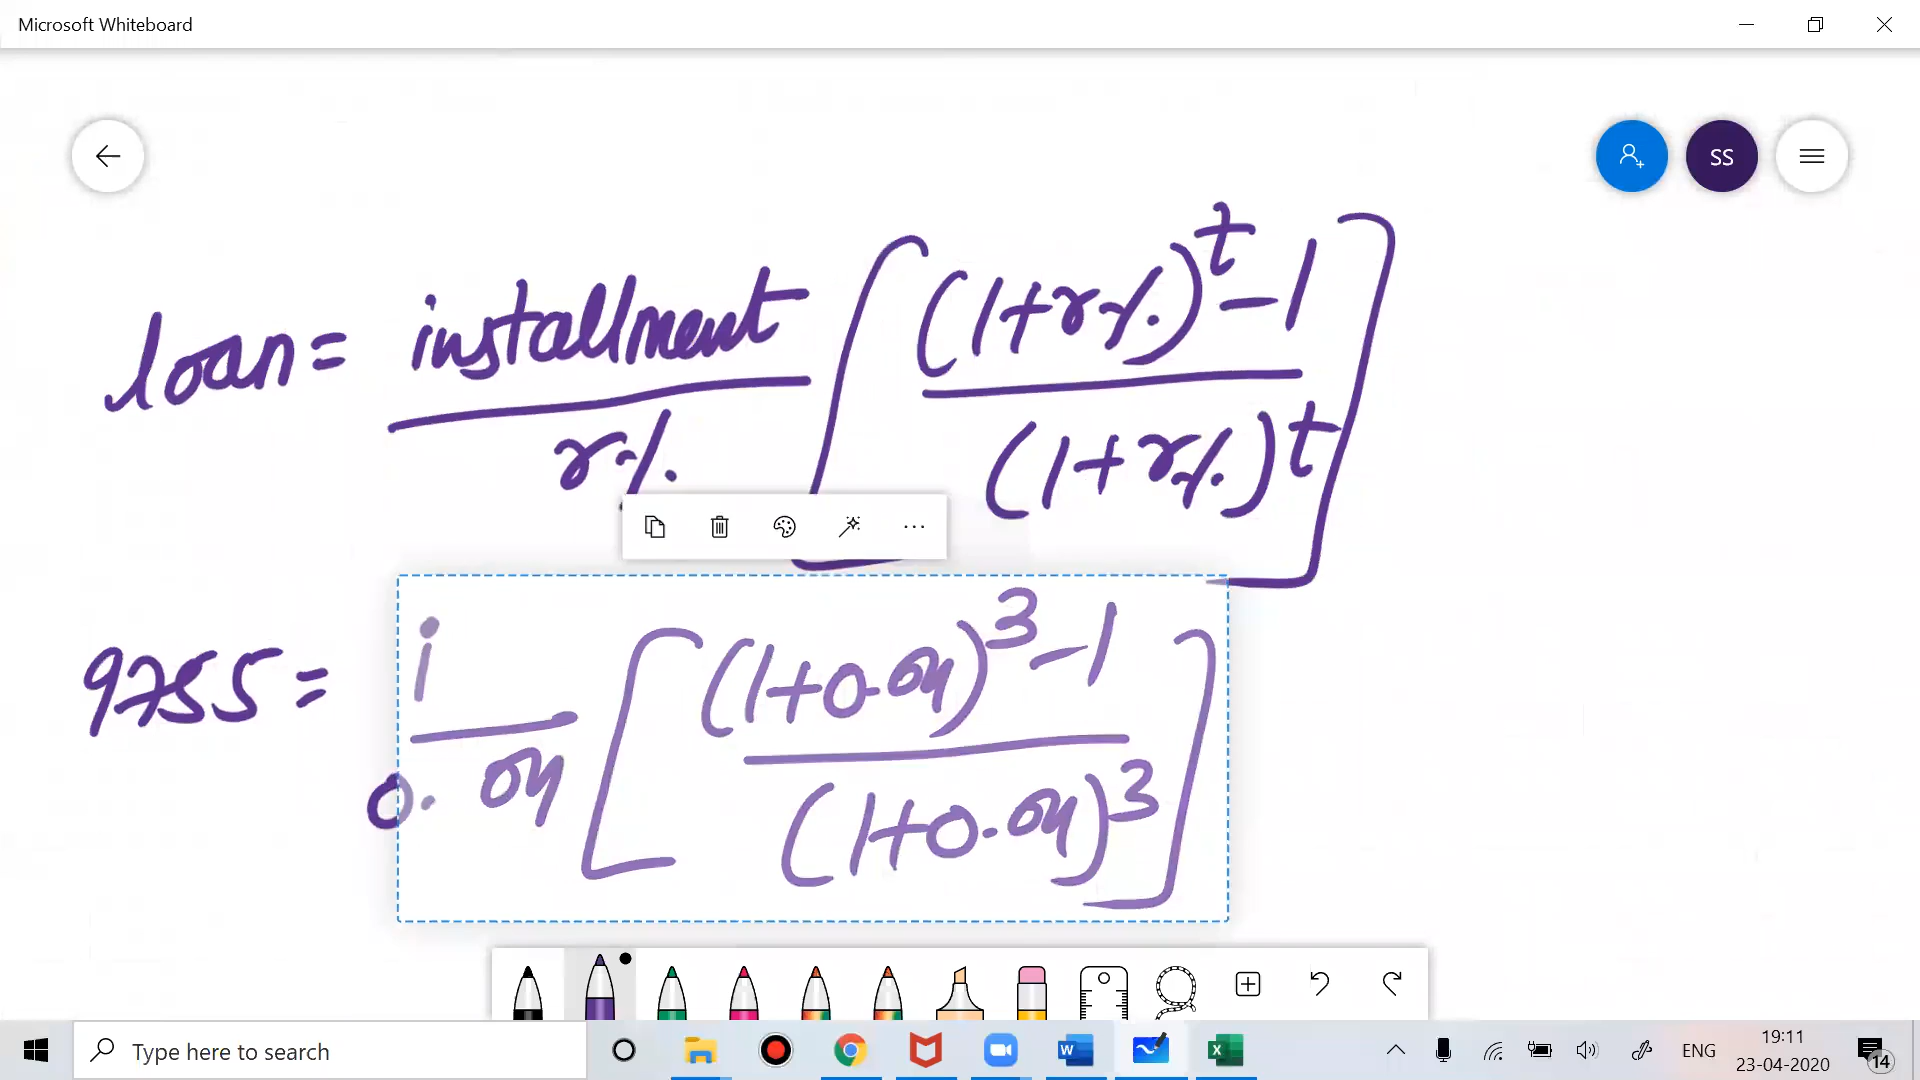 Microsoft Whiteboard
SS
loan = installment / r% [ (1+r%)^t - 1 / (1+r%)^t ]
9755 = i / 0.04 [ (1+0.04)^3 - 1 / (1+0.04)^3 ]
Type here to search
ENG
19:11
23-04-2020
14